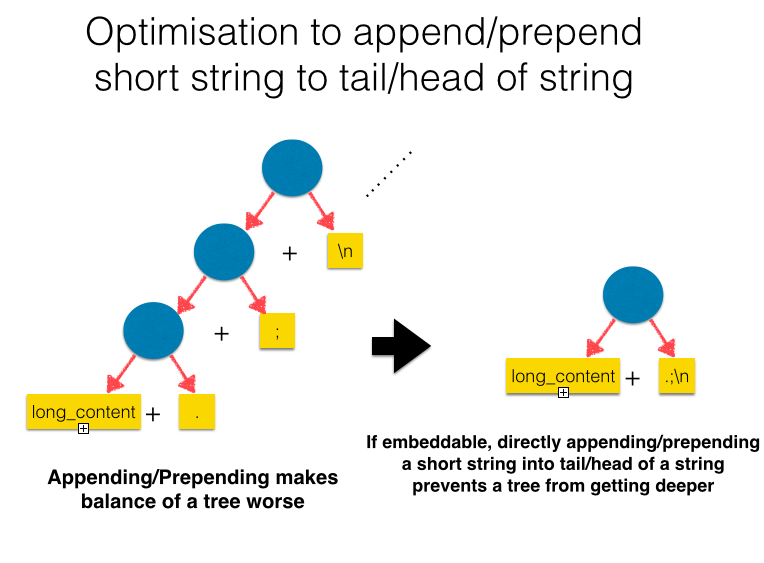 Optimisation to append/prepend
short string to tail/head of string
+
\n
+
;
long_content
+
.
Appending/Prepending makes
balance of a tree worse
long_content
+
.;\n
If embeddable, directly appending/prepending
a short string into tail/head of a string
prevents a tree from getting deeper